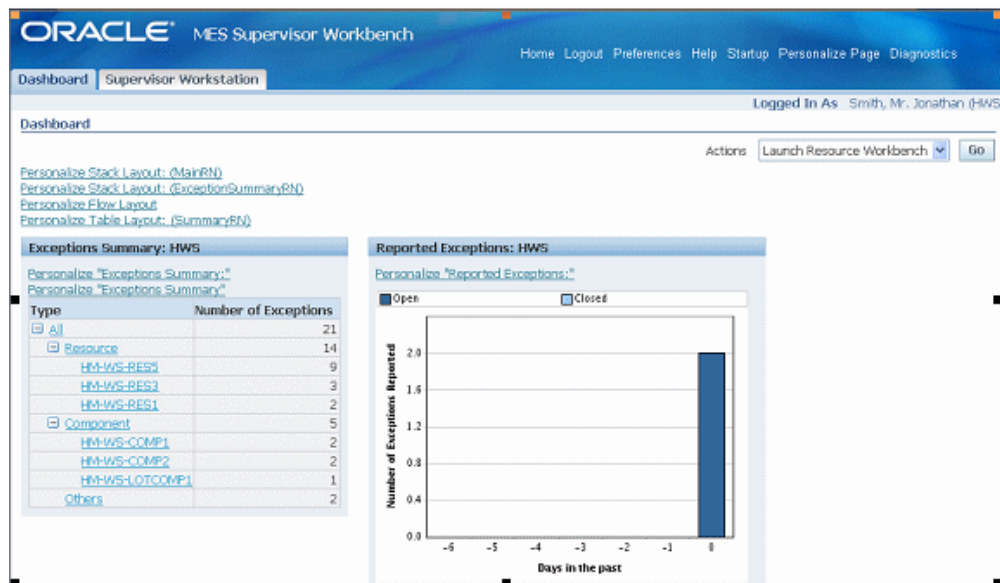 ORACLE MES Supervisor Workbench
Home Logout Preferences Help Startup Personalize Page Diagnostics
Dashboard Supervisor Workstation
Logged In As Smith, Mr. Jonathan (HWS
Dashboard
Actions Launch Resource Workbench Go
Personalize Stack Layout: (MainRN)
Personalize Stack Layout: (ExceptionSummaryRN)
Personalize Flow Layout
Personalize Table Layout: (SummaryRN)
Exceptions Summary: HWS
Personalize "Exceptions Summary:"
Personalize "Exceptions Summary"
Type Number of Exceptions
All 21
Resource 14
HM-WS-RES5 9
HM-WS-RES3 3
HM-WS-RES1 2
Component 5
HM-WS-COMP1 2
HM-WS-COMP2 2
HM-WS-LOTCOMP1 1
Others 2
Reported Exceptions: HWS
Personalize "Reported Exceptions:"
Open Closed
Number of Exceptions Reported
2.0
1.6
1.2
0.8
0.4
0.0
-6 -5 -4 -3 -2 -1 0
Days in the past